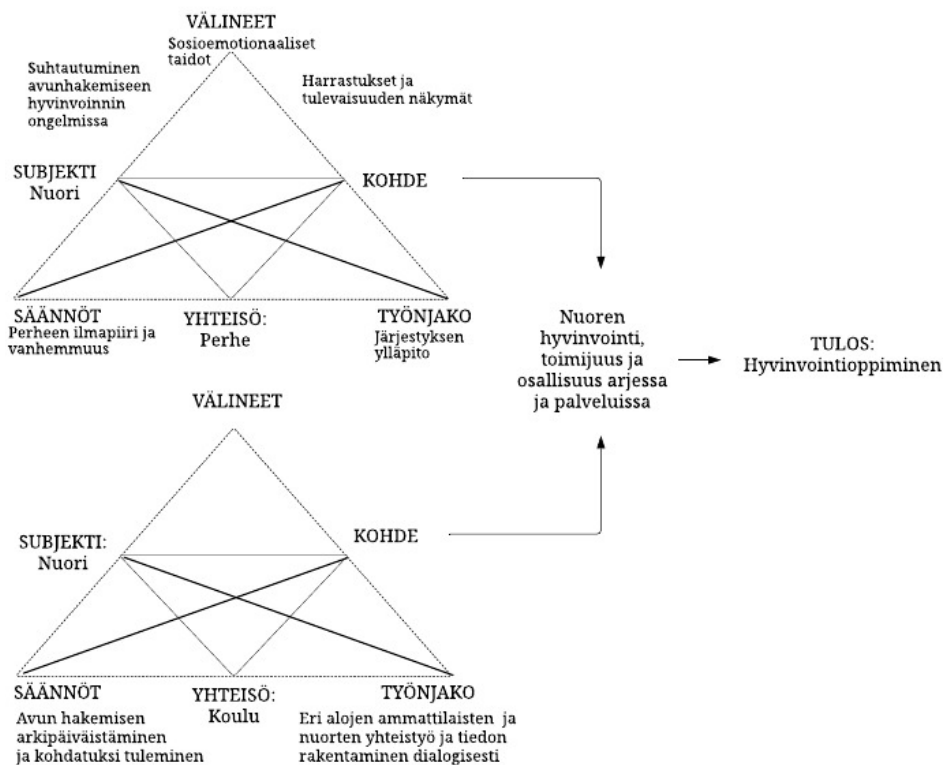 VÄLINEET
Sosioemotionaaliset
taidot
Suhtautuminen
avunhakemiseen
hyvinvoinnin
ongelmissa
Harrastukset ja
tulevaisuuden näkymät
SUBJEKTI
Nuori
KOHDE
SÄÄNNÖT
Perheen ilmapiiri ja
vanhemmuus
YHTEISÖ:
Perhe
TYÖNJAKO
Järjestyksen
ylläpito
Nuoren
hyvinvointi,
toimijuus ja
osallisuus arjessa
ja palveluissa
TULOS:
Hyvinvointioppiminen
VÄLINEET
SUBJEKTI:
Nuori
KOHDE
SÄÄNNÖT
Avun hakemisen
arkipäiväistäminen
ja kohdatuksi tuleminen
YHTEISÖ:
Koulu
TYÖNJAKO
Eri alojen ammattilaisten ja
nuorten yhteistyö ja tiedon
rakentaminen dialogisesti